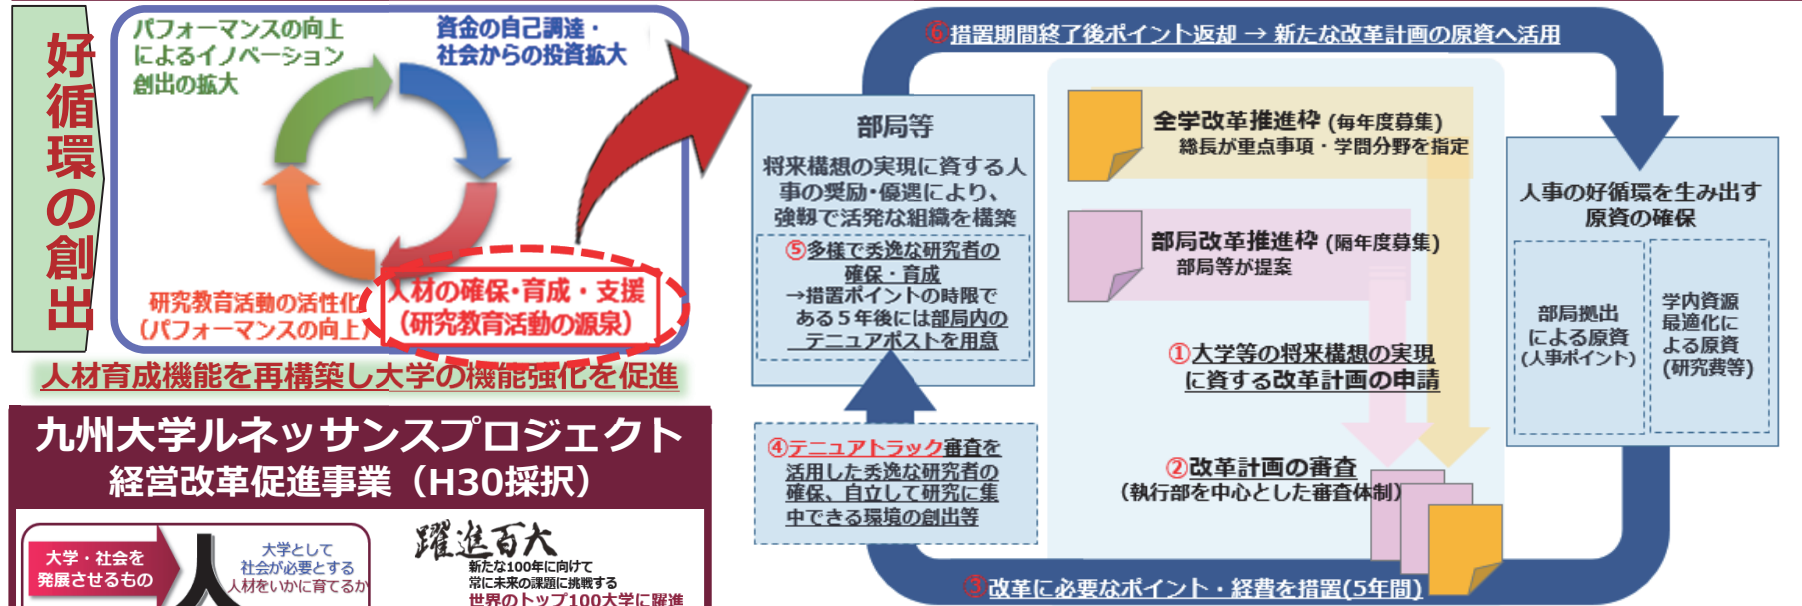 好循環の創出
パフォーマンスの向上
によるイノベーション
創出の拡大
資金の自己調達・
社会からの投資拡大
研究教育活動の活性化
（パフォーマンスの向上）
人材の確保・育成・支援
（研究教育活動の源泉）
人材育成機能を再構築し大学の機能強化を促進
九州大学ルネッサンスプロジェクト
経営改革促進事業（H30採択）
大学・社会を
発展させるもの
人
大学として
社会が必要とする
人材をいかに育てるか
躍進百大
新たな100年に向けて
常に未来の課題に挑戦する
世界のトップ100大学に躍進
⑥措置期間終了後ポイント返却 → 新たな改革計画の原資へ活用
部局等
将来構想の実現に資する人
事の奨励・優遇により、
強靱で活発な組織を構築
⑤多様で秀逸な研究者の
確保・育成
→措置ポイントの時限で
ある５年後には部局内の
テニュアポストを用意
④テニュアトラック審査を
活用した秀逸な研究者の
確保、自立して研究に集
中できる環境の創出等
全学改革推進枠 (毎年度募集)
総長が重点事項・学問分野を指定
部局改革推進枠 (隔年度募集)
部局等が提案
①大学等の将来構想の実現
に資する改革計画の申請
②改革計画の審査
（執行部を中心とした審査体制）
③改革に必要なポイント・経費を措置(5年間)
人事の好循環を生み出す
原資の確保
部局拠出
による原資
(人事ポイント)
学内資源
最適化に
よる原資
(研究費等)